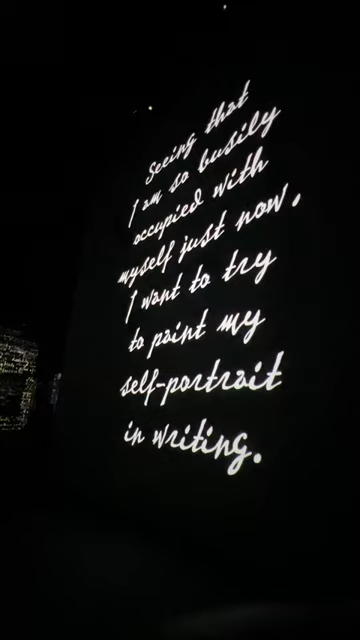 Seeing that
I am so busily
occupied with
myself just now,
I want to try
to paint my
self-portrait
in writing.